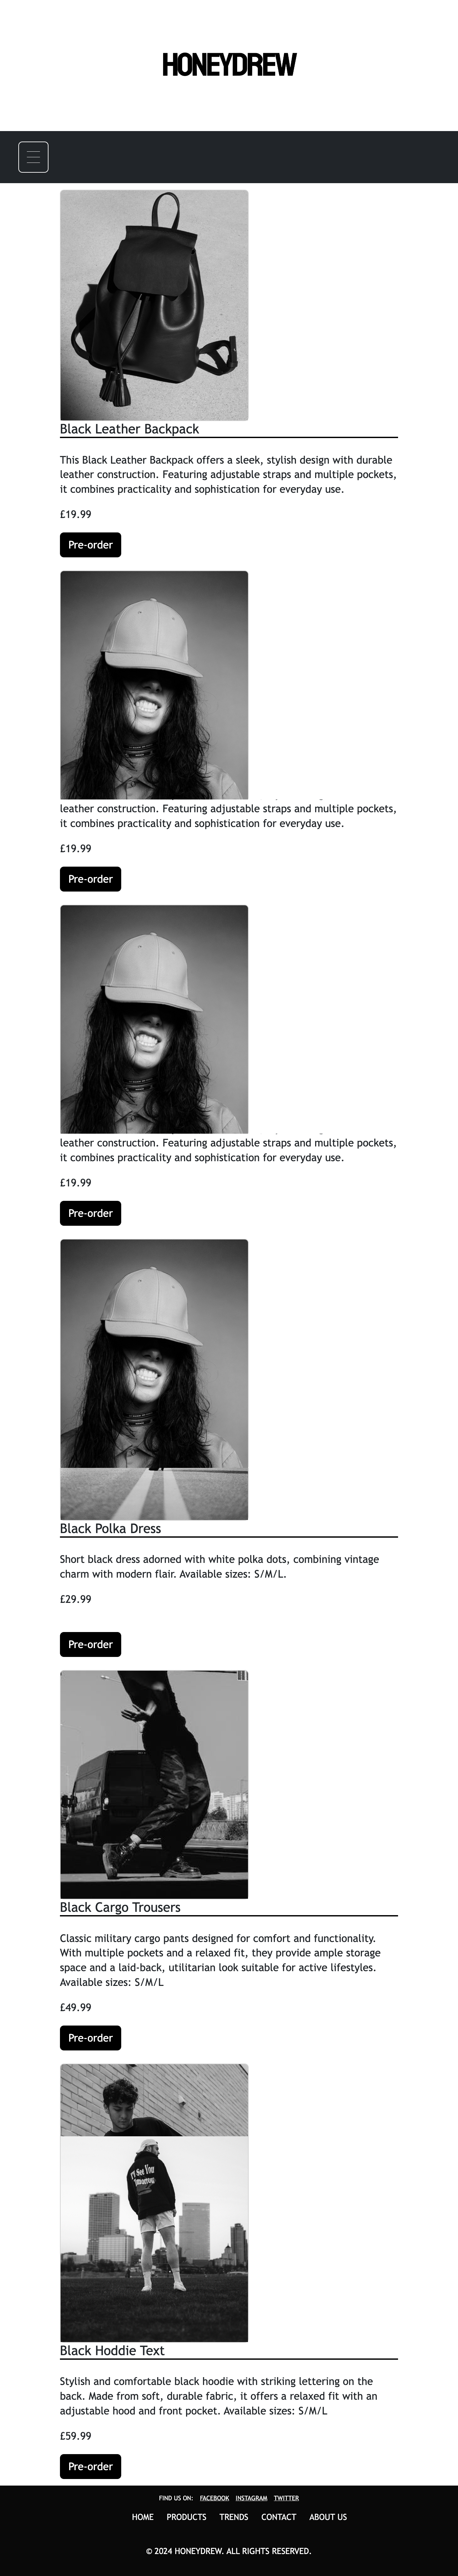 HONEYDREW
Black Leather Backpack
This Black Leather Backpack offers a sleek, stylish design with durable
leather construction. Featuring adjustable straps and multiple pockets,
it combines practicality and sophistication for everyday use.
£19.99
Pre-order
leather construction. Featuring adjustable straps and multiple pockets,
it combines practicality and sophistication for everyday use.
£19.99
Pre-order
leather construction. Featuring adjustable straps and multiple pockets,
it combines practicality and sophistication for everyday use.
£19.99
Pre-order
Black Polka Dress
Short black dress adorned with white polka dots, combining vintage
charm with modern flair. Available sizes: S/M/L.
£29.99
Pre-order
Black Cargo Trousers
Classic military cargo pants designed for comfort and functionality.
With multiple pockets and a relaxed fit, they provide ample storage
space and a laid-back, utilitarian look suitable for active lifestyles.
Available sizes: S/M/L
£49.99
Pre-order
See You
Tomorrow
Black Hoddie Text
Stylish and comfortable black hoodie with striking lettering on the
back. Made from soft, durable fabric, it offers a relaxed fit with an
adjustable hood and front pocket. Available sizes: S/M/L
£59.99
Pre-order
FIND US ON: FACEBOOK INSTAGRAM TWITTER
HOME PRODUCTS TRENDS CONTACT ABOUT US
© 2024 HONEYDREW. ALL RIGHTS RESERVED.